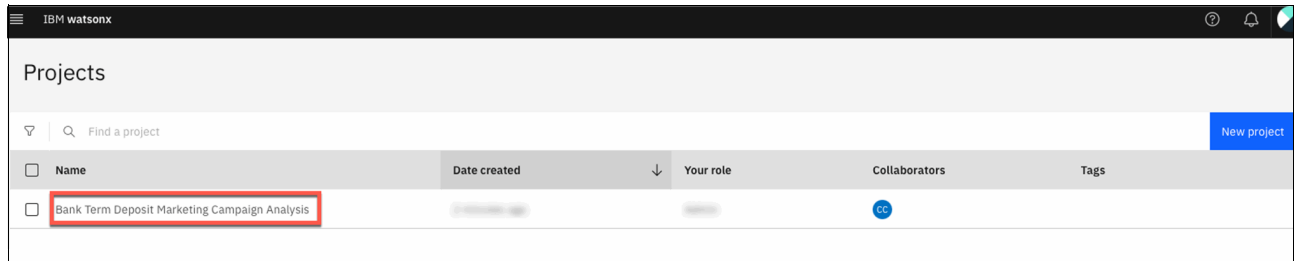 IBM watsonx
Projects
Find a project
New project
Name Date created Your role Collaborators Tags
Bank Term Deposit Marketing Campaign Analysis CC